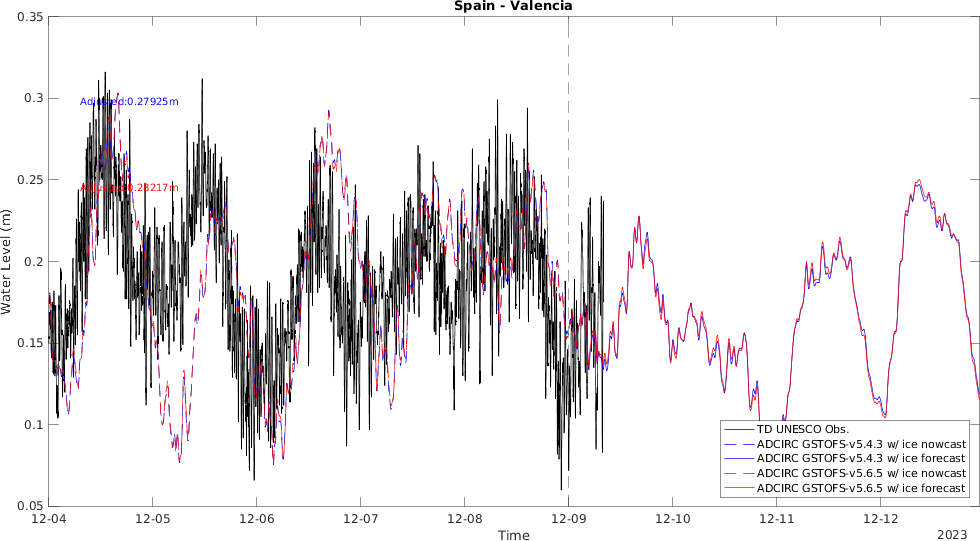 Spain - Valencia
0.35
0.3
0.25
0.2
0.15
0.1
0.05
Water Level (m)
Adjusted:0.27925m
Adjusted:0.28217m
TD UNESCO Obs.
ADCIRC GSTOFS-v5.4.3 w/ ice nowcast
ADCIRC GSTOFS-v5.4.3 w/ ice forecast
ADCIRC GSTOFS-v5.6.5 w/ ice nowcast
ADCIRC GSTOFS-v5.6.5 w/ ice forecast
12-04 12-05 12-06 12-07 12-08 12-09 12-10 12-11 12-12
Time
2023